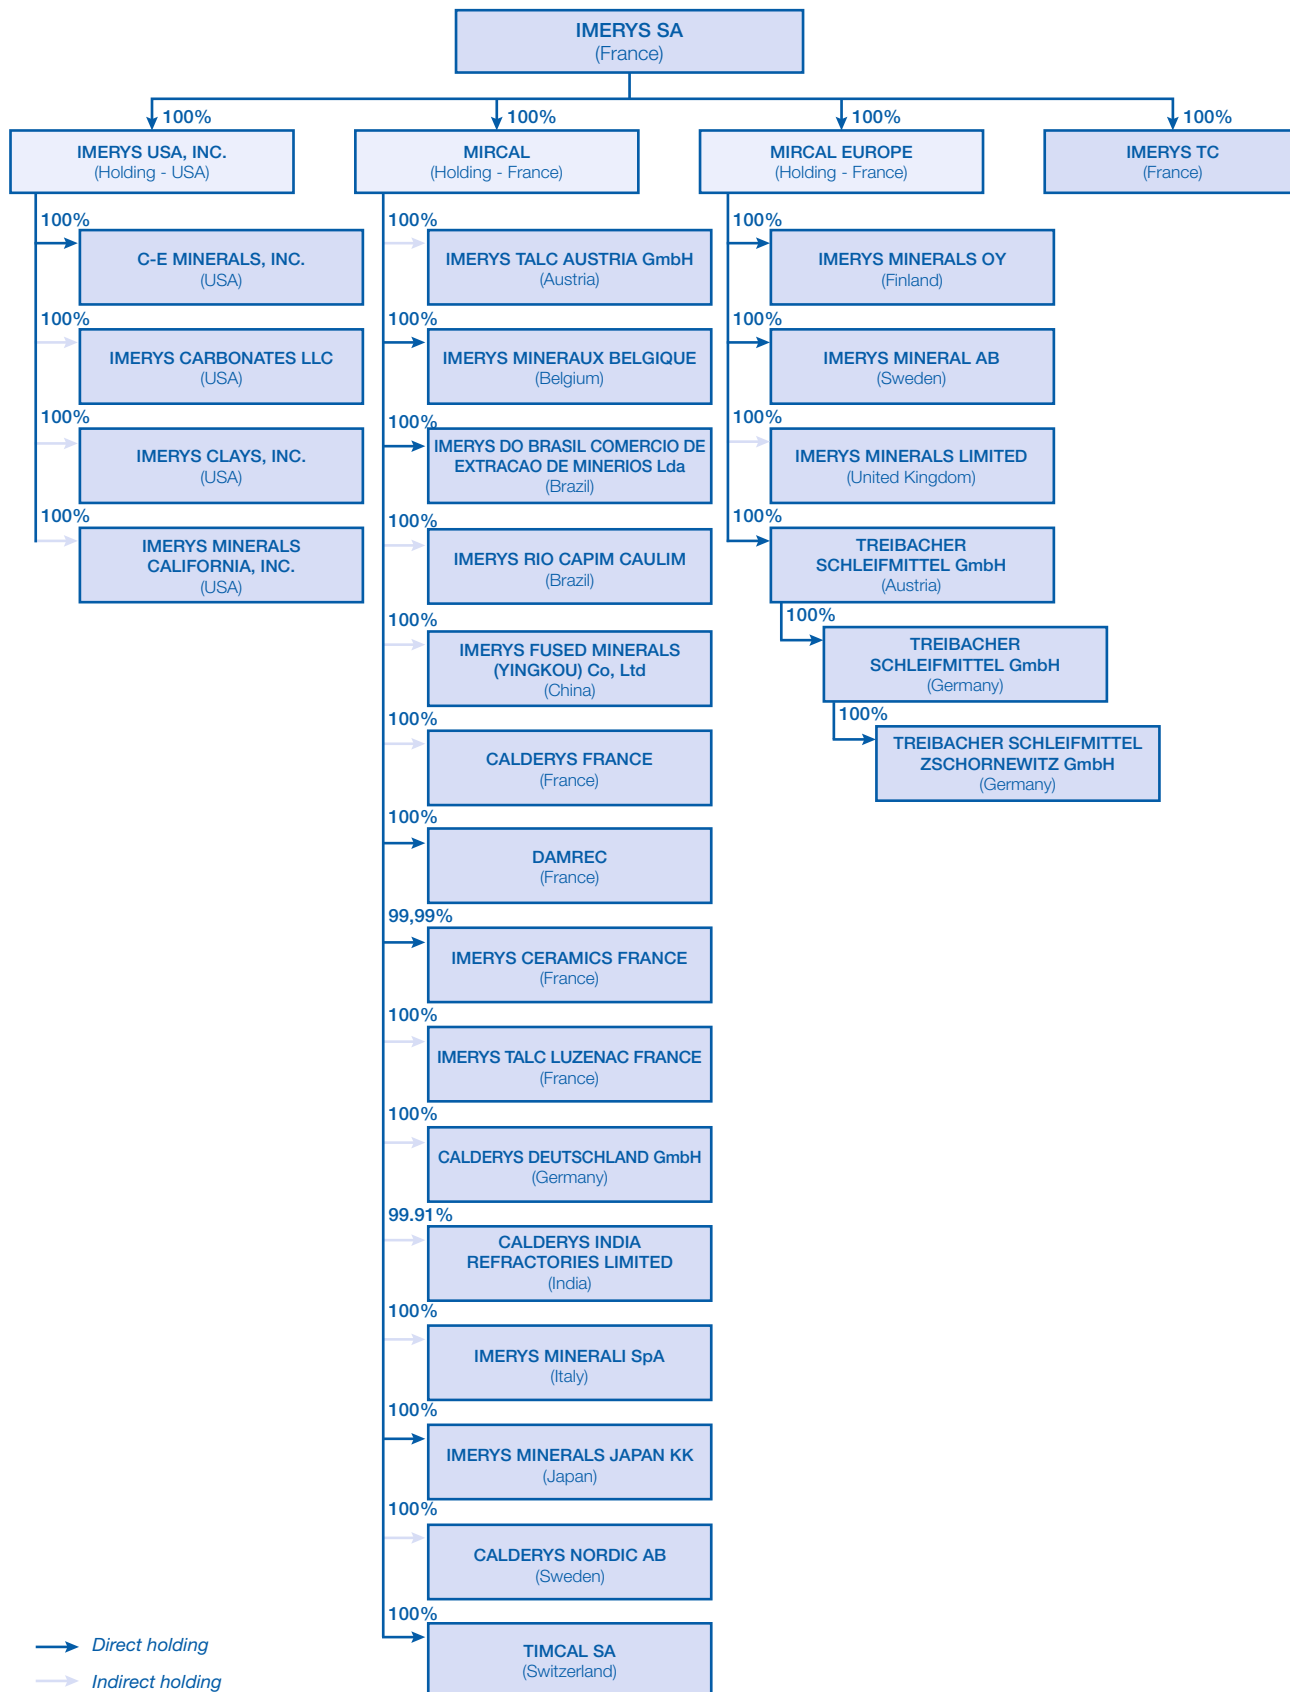 IMERYS SA
(France)
100%
100%
100%
100%
IMERYS USA, INC.
(Holding - USA)
MIRCAL
(Holding - France)
MIRCAL EUROPE
(Holding - France)
IMERYS TC
(France)
100%
C-E MINERALS, INC.
(USA)
100%
IMERYS CARBONATES LLC
(USA)
100%
IMERYS CLAYS, INC.
(USA)
100%
IMERYS MINERALS
CALIFORNIA, INC.
(USA)
100%
IMERYS TALC AUSTRIA GmbH
(Austria)
100%
IMERYS MINERAUX BELGIQUE
(Belgium)
100%
IMERYS DO BRASIL COMERCIO DE
EXTRACAO DE MINERIOS Lda
(Brazil)
100%
IMERYS RIO CAPIM CAULIM
(Brazil)
100%
IMERYS FUSED MINERALS
(YINGKOU) Co, Ltd
(China)
100%
CALDERYS FRANCE
(France)
100%
DAMREC
(France)
99,99%
IMERYS CERAMICS FRANCE
(France)
100%
IMERYS TALC LUZENAC FRANCE
(France)
100%
CALDERYS DEUTSCHLAND GmbH
(Germany)
99.91%
CALDERYS INDIA
REFRACTORIES LIMITED
(India)
100%
IMERYS MINERALI SpA
(Italy)
100%
IMERYS MINERALS JAPAN KK
(Japan)
100%
CALDERYS NORDIC AB
(Sweden)
100%
TIMCAL SA
(Switzerland)
100%
IMERYS MINERALS OY
(Finland)
100%
IMERYS MINERAL AB
(Sweden)
100%
IMERYS MINERALS LIMITED
(United Kingdom)
100%
TREIBACHER
SCHLEIFMITTEL GmbH
(Austria)
100%
TREIBACHER
SCHLEIFMITTEL GmbH
(Germany)
100%
TREIBACHER SCHLEIFMITTEL
ZSCHORNEWITZ GmbH
(Germany)
Direct holding
Indirect holding